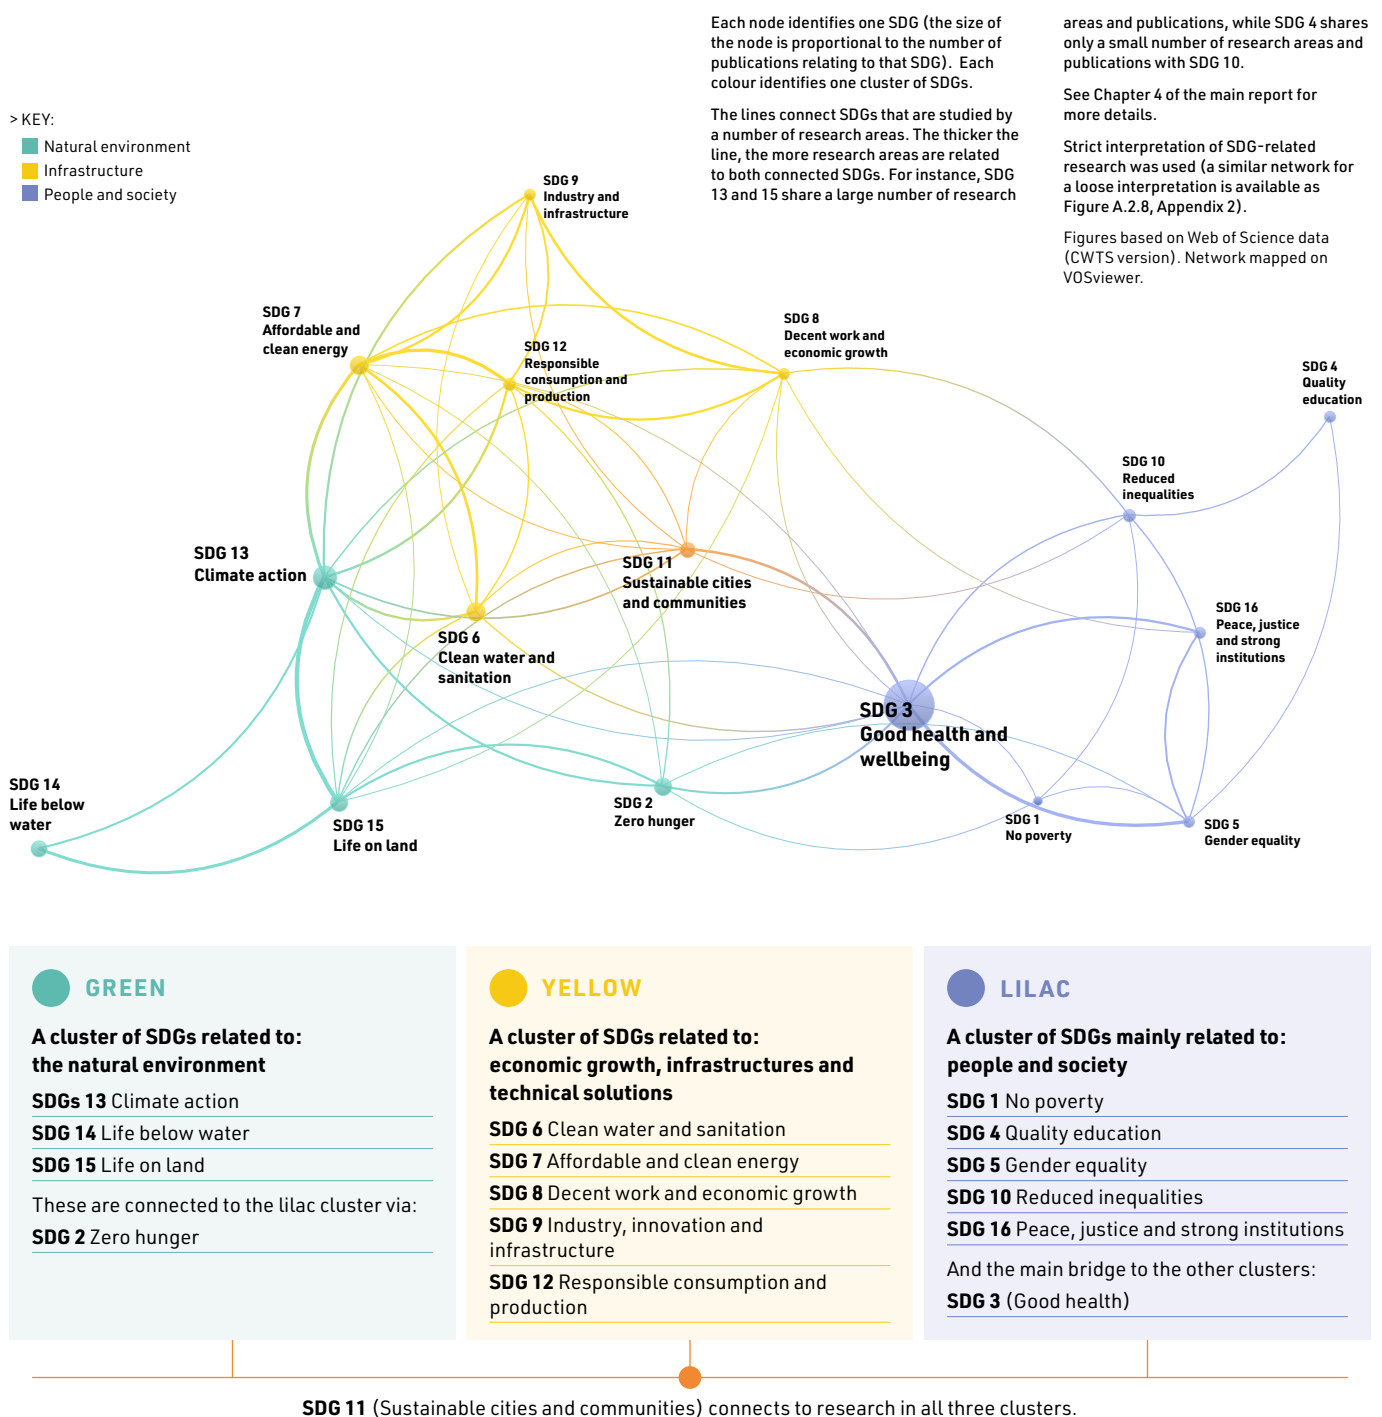 Each node identifies one SDG (the size of
the node is proportional to the number of
publications relating to that SDG).  Each
colour identifies one cluster of SDGs.
The lines connect SDGs that are studied by
a number of research areas. The thicker the
line, the more research areas are related
to both connected SDGs. For instance, SDG
13 and 15 share a large number of research
areas and publications, while SDG 4 shares
only a small number of research areas and
publications with SDG 10.
See Chapter 4 of the main report for
more details.
Strict interpretation of SDG-related
research was used (a similar network for
a loose interpretation is available as
Figure A.2.8, Appendix 2).
Figures based on Web of Science data
(CWTS version). Network mapped on
VOSviewer.
> KEY:
Natural environment
Infrastructure
People and society
SDG 9
Industry and
infrastructure
SDG 7
Affordable and
clean energy
SDG 12
Responsible
consumption and
production
SDG 8
Decent work and
economic growth
SDG 4
Quality
education
SDG 10
Reduced
inequalities
SDG 13
Climate action
SDG 11
Sustainable cities
and communities
SDG 6
Clean water and
sanitation
SDG 16
Peace, justice
and strong
institutions
SDG 3
Good health and
wellbeing
SDG 14
Life below
water
SDG 15
Life on land
SDG 2
Zero hunger
SDG 1
No poverty
SDG 5
Gender equality
GREEN
A cluster of SDGs related to:
the natural environment
SDGs 13 Climate action
SDG 14 Life below water
SDG 15 Life on land
These are connected to the lilac cluster via:
SDG 2 Zero hunger
YELLOW
A cluster of SDGs related to:
economic growth, infrastructures and
technical solutions
SDG 6 Clean water and sanitation
SDG 7 Affordable and clean energy
SDG 8 Decent work and economic growth
SDG 9 Industry, innovation and
infrastructure
SDG 12 Responsible consumption and
production
LILAC
A cluster of SDGs mainly related to:
people and society
SDG 1 No poverty
SDG 4 Quality education
SDG 5 Gender equality
SDG 10 Reduced inequalities
SDG 16 Peace, justice and strong institutions
And the main bridge to the other clusters:
SDG 3 (Good health)
SDG 11 (Sustainable cities and communities) connects to research in all three clusters.